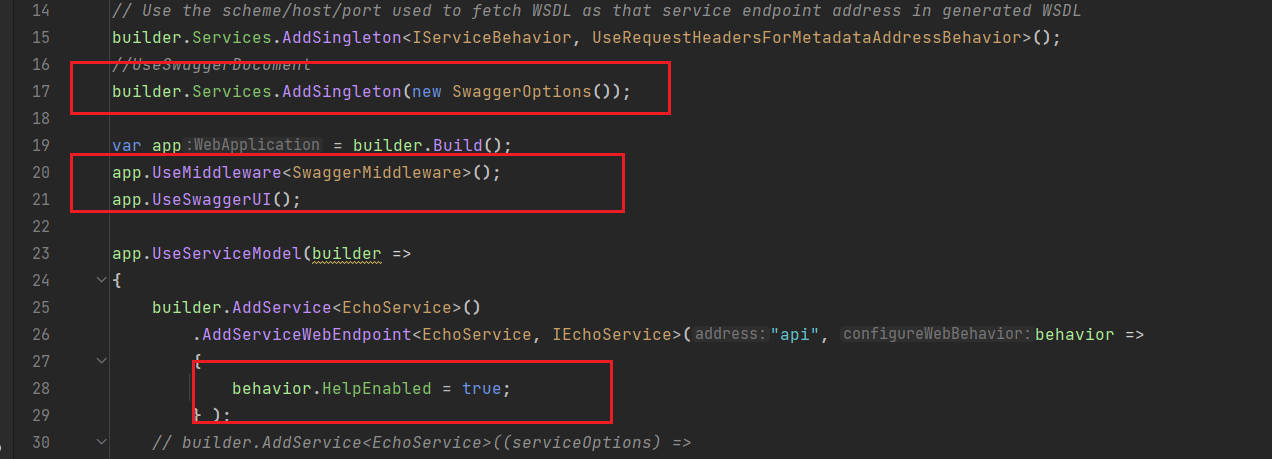 14 // Use the scheme/host/port used to fetch WSDL as that service endpoint address in generated WSDL
15 builder.Services.AddSingleton<IServiceBehavior, UseRequestHeadersForMetadataAddressBehavior>();
16 //UseSwaggerDocoment
17 builder.Services.AddSingleton(new SwaggerOptions());
18
19 var app :WebApplication = builder.Build();
20 app.UseMiddleware<SwaggerMiddleware>();
21 app.UseSwaggerUI();
22
23 app.UseServiceModel(builder =>
24 {
25 builder.AddService<EchoService>()
26 .AddServiceWebEndpoint<EchoService, IEchoService>( address: "api", configureWebBehavior: behavior =>
27 {
28 behavior.HelpEnabled = true;
29 } );
30 // builder.AddService<EchoService>((serviceOptions) =>